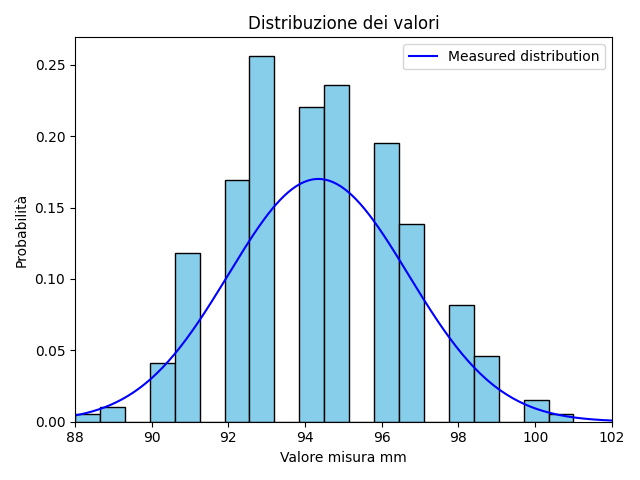 Distribuzione dei valori
Measured distribution
0.25
0.20
0.15
0.10
0.05
0.00
Probabilità
88 90 92 94 96 98 100 102
Valore misura mm